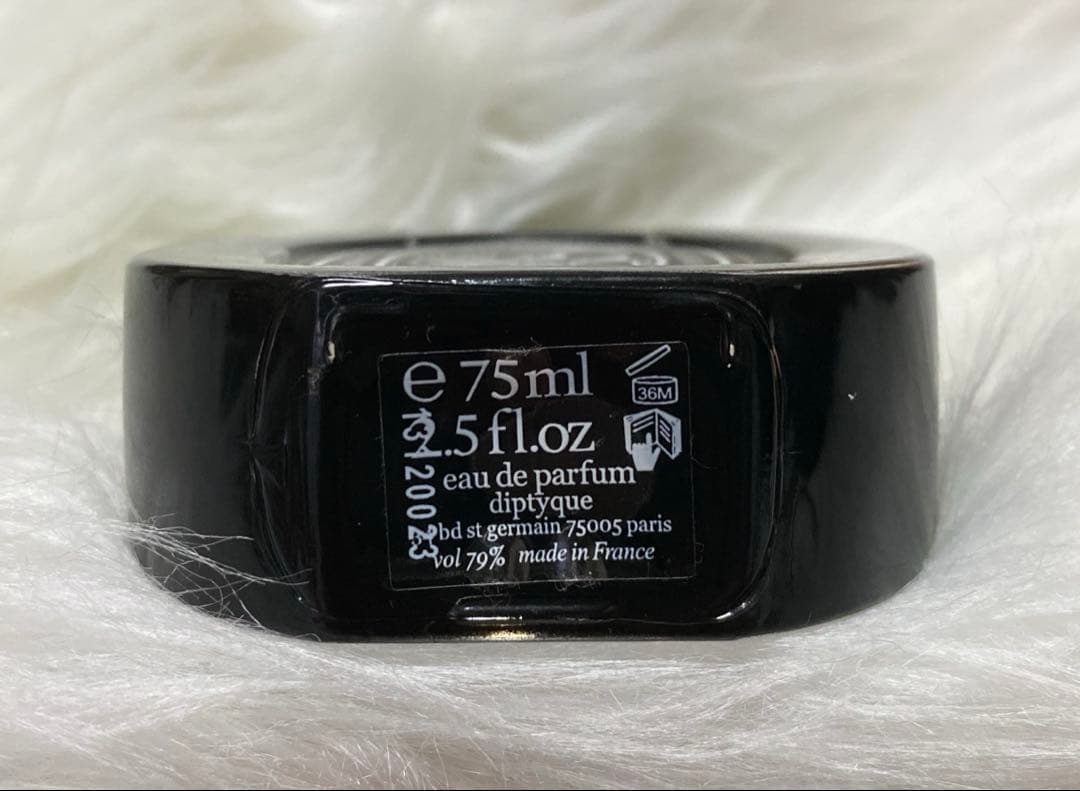 e 75ml
36M
.5 fl.oz
eau de parfum
diptyque
bd st germain 75005 paris
vol 79% made in France